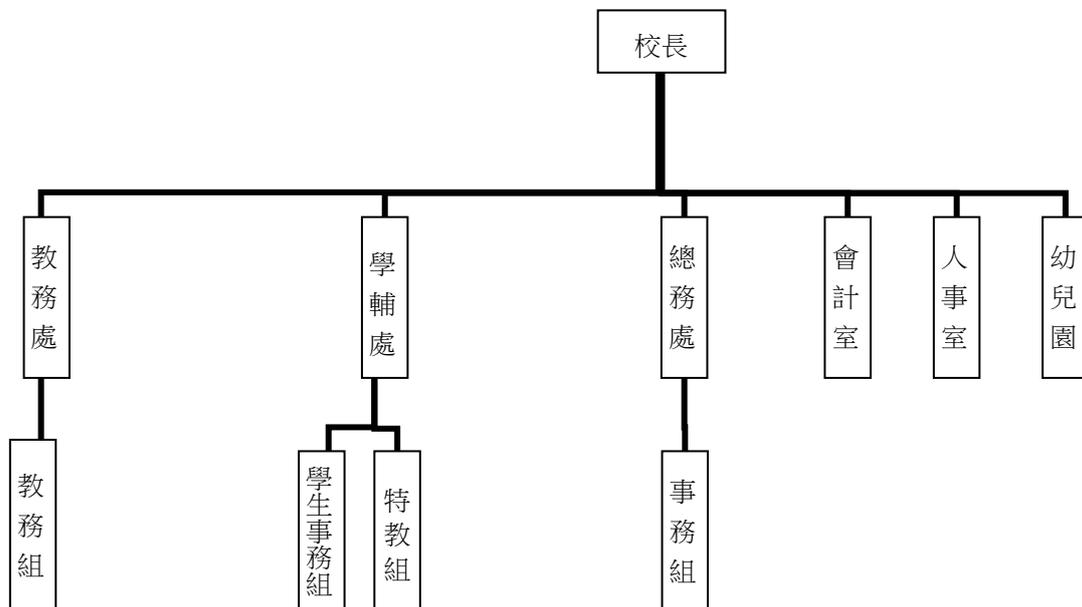 校長
教務處
學輔處
總務處
會計室
人事室
幼兒園
教務組
學生事務組
特教組
事務組